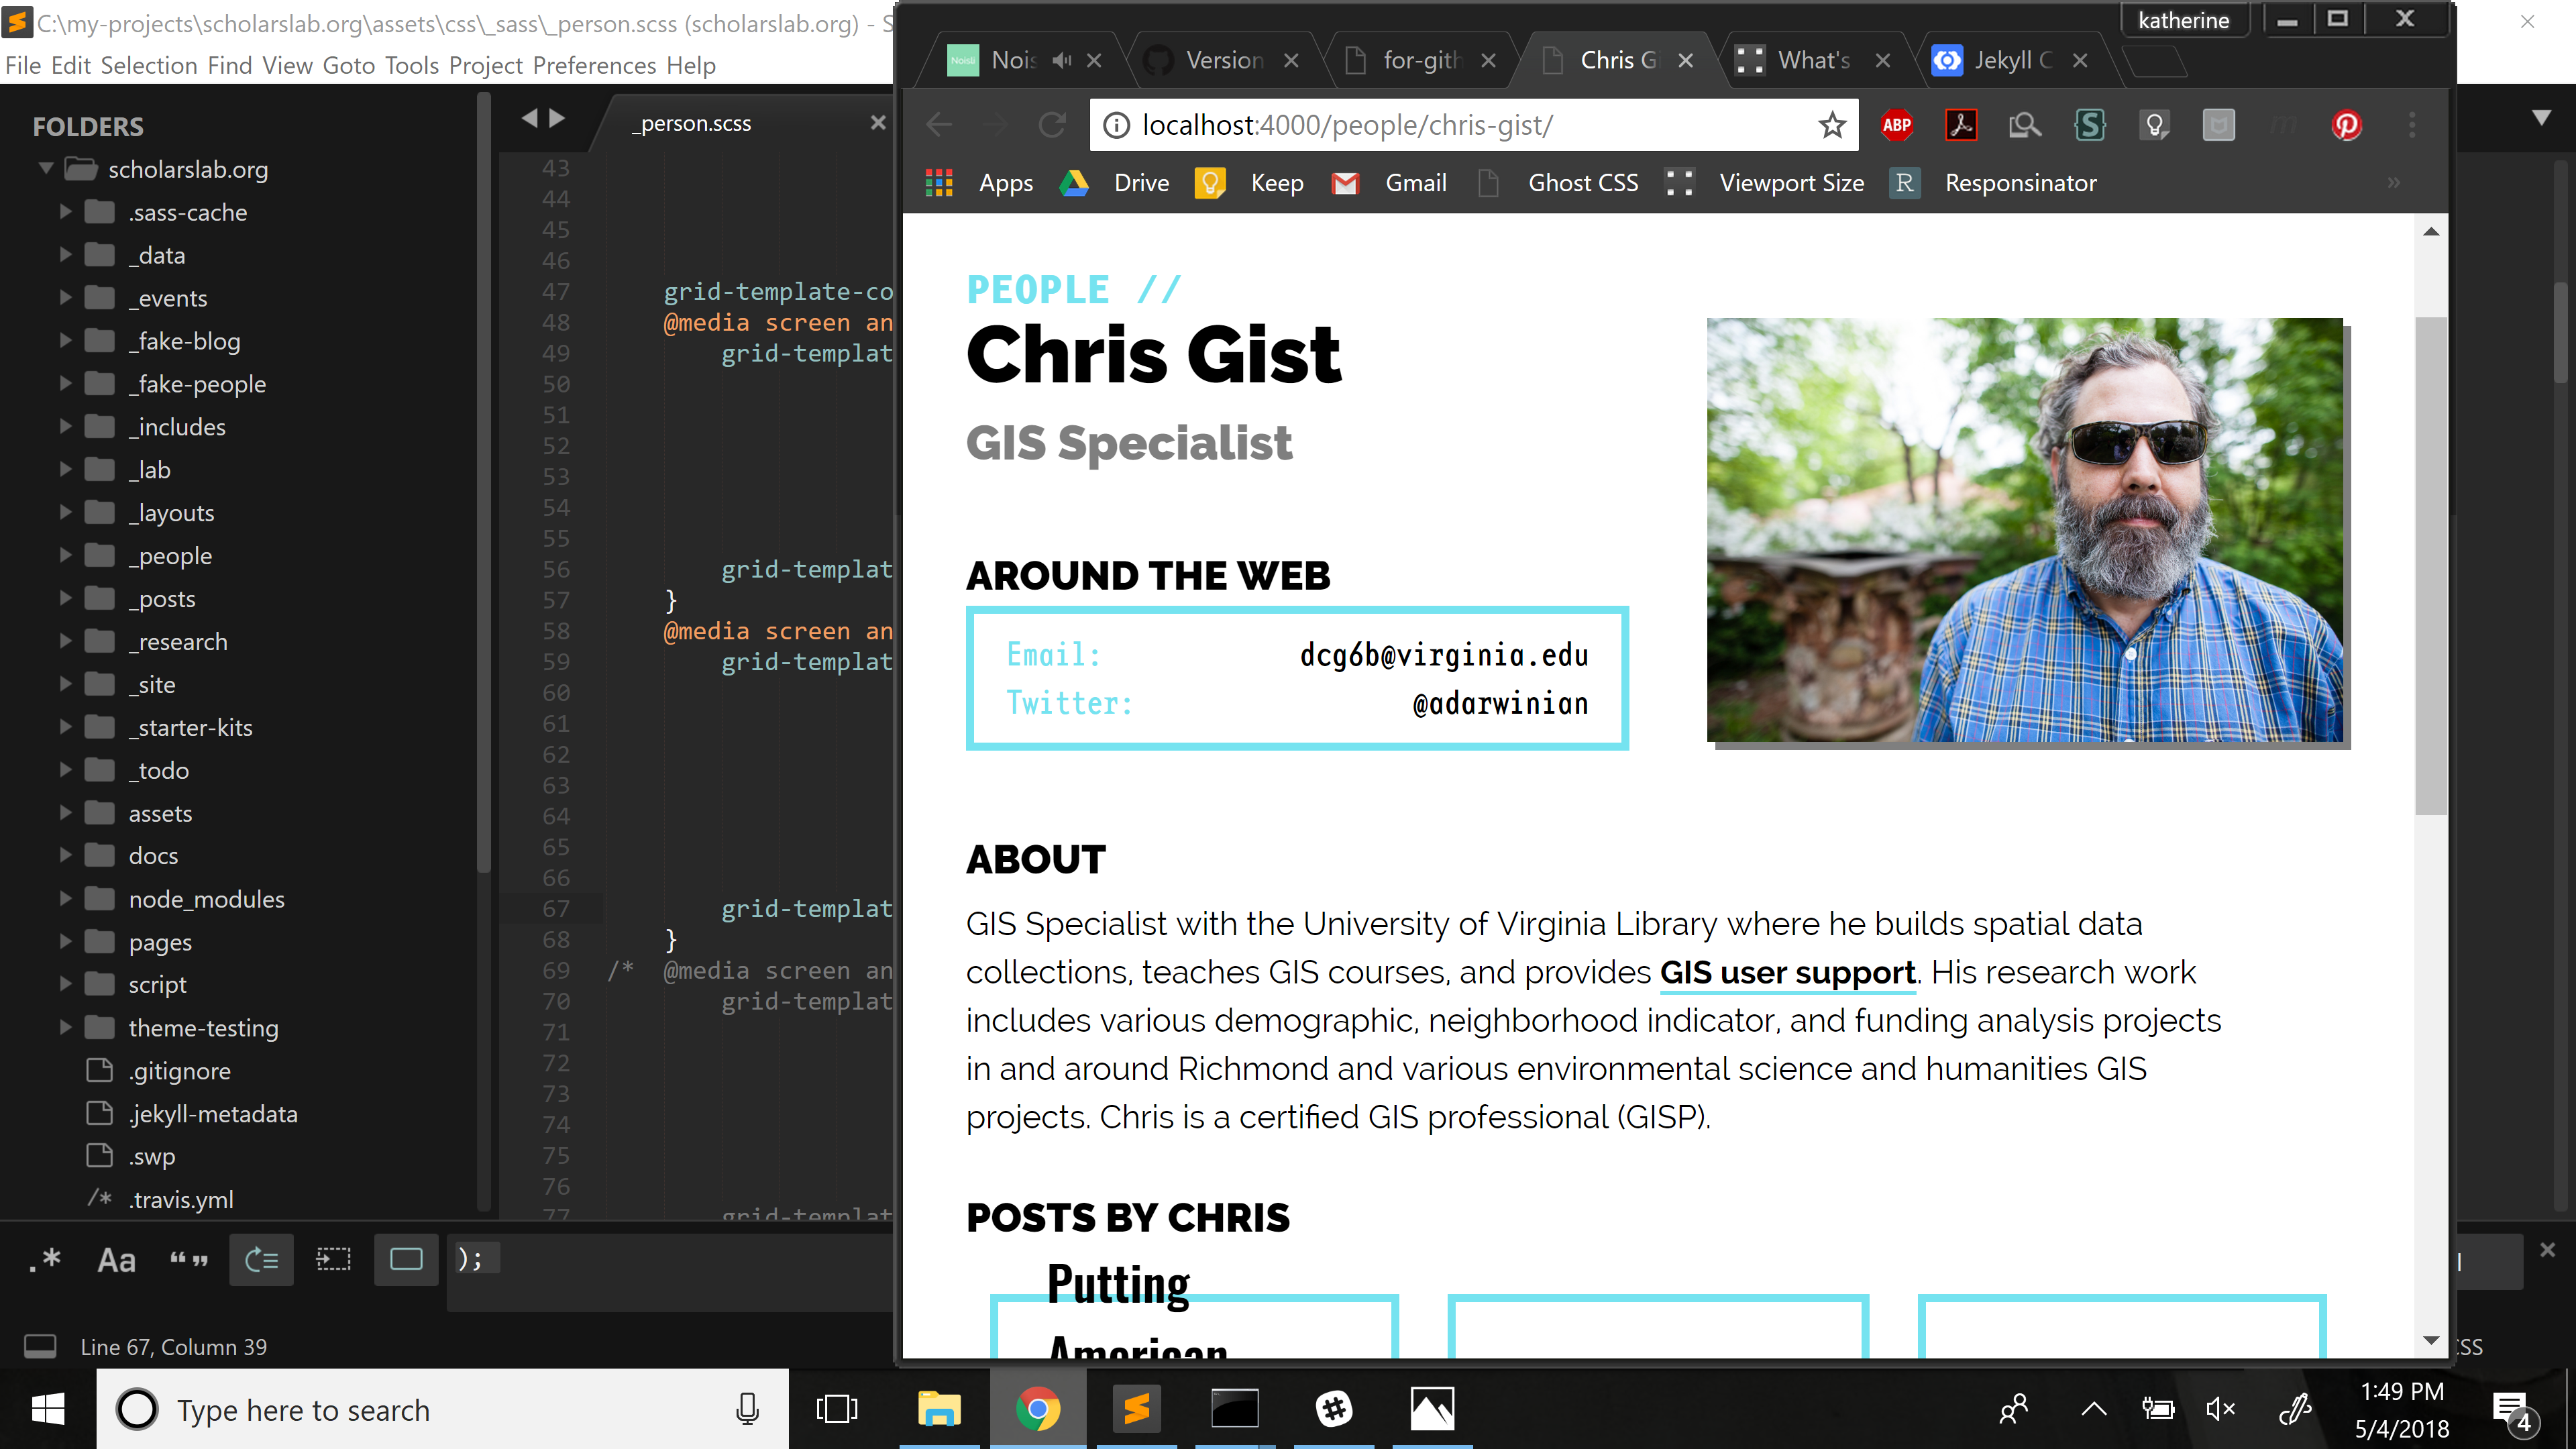 C:\my-projects\scholarslab.org\assets\css\_sass\_person.scss (scholarslab.org) - S
File Edit Selection Find View Goto Tools Project Preferences Help
FOLDERS
scholarslab.org
.sass-cache
_data
_events
_fake-blog
_fake-people
_includes
_lab
_layouts
_people
_posts
_research
_site
_starter-kits
_todo
assets
docs
node_modules
pages
script
theme-testing
.gitignore
.jekyll-metadata
.swp
/* .travis.yml
_person.scss
43
44
45
46
47 grid-template-co
48 @media screen an
49 grid-templat
50
51
52
53
54
55
56 grid-templat
57 }
58 @media screen an
59 grid-templat
60
61
62
63
64
65
66
67 grid-templat
68 }
69 /* @media screen an
70 grid-templat
71
72
73
74
75
76
77 grid-templat
.* Aa “ ” );
Line 67, Column 39
katherine
Noisli Nois Version for-gith Chris Gi What's Jekyll C
localhost:4000/people/chris-gist/
ABP
Apps Drive Keep Gmail Ghost CSS Viewport Size R Responsinator
PEOPLE //
Chris Gist
GIS Specialist
AROUND THE WEB
Email: dcg6b@virginia.edu
Twitter: @adarwinian
ABOUT
GIS Specialist with the University of Virginia Library where he builds spatial data
collections, teaches GIS courses, and provides GIS user support. His research work
includes various demographic, neighborhood indicator, and funding analysis projects
in and around Richmond and various environmental science and humanities GIS
projects. Chris is a certified GIS professional (GISP).
POSTS BY CHRIS
Putting
American
Type here to search
1:49 PM
5/4/2018
4